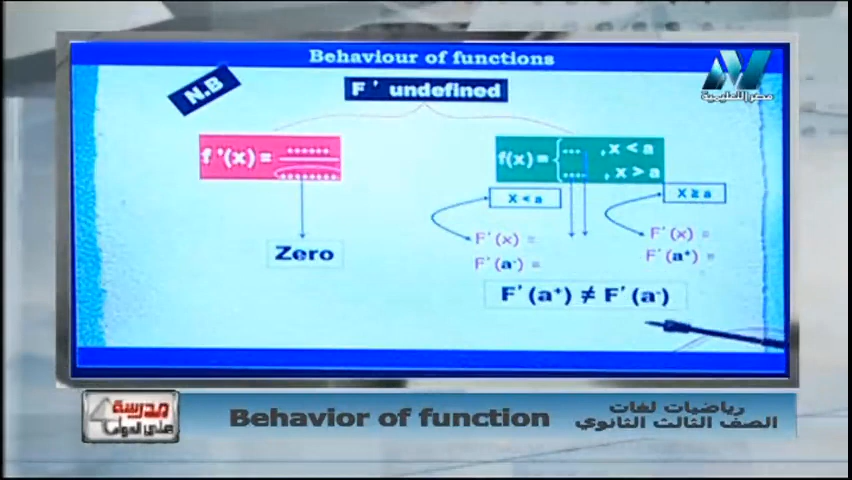 Behaviour of functions
مصر التعليمية
N.B
F ' undefined
f '(x) = ......
.........
f(x) = { ... , x < a
.... , x > a
Zero
X < a
X ≥ a
F'(x) =
F'(a-) =
F'(x) =
F'(a+) =
F'(a+) ≠ F'(a-)
مدرسة
على الهواء
Behavior of function
رياضيات لغات
الصف الثالث الثانوي